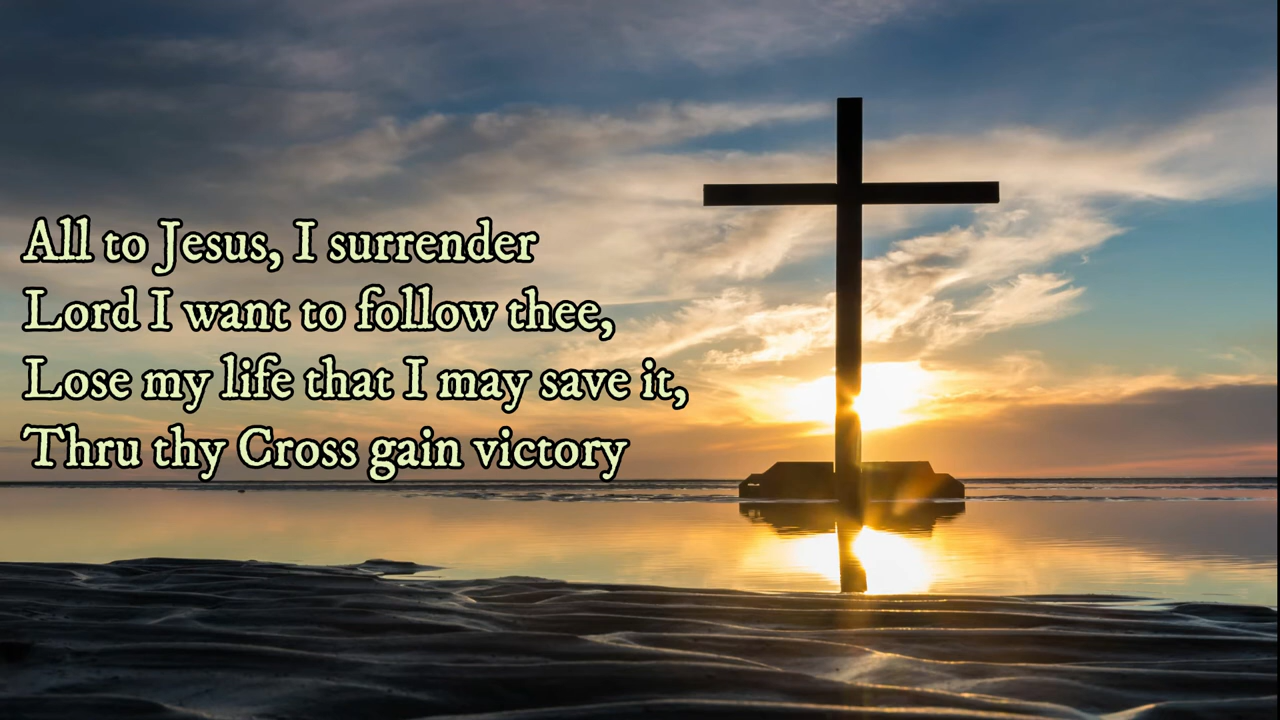 All to Jesus, I surrender
Lord I want to follow thee,
Lose my life that I may save it,
Thru thy Cross gain victory